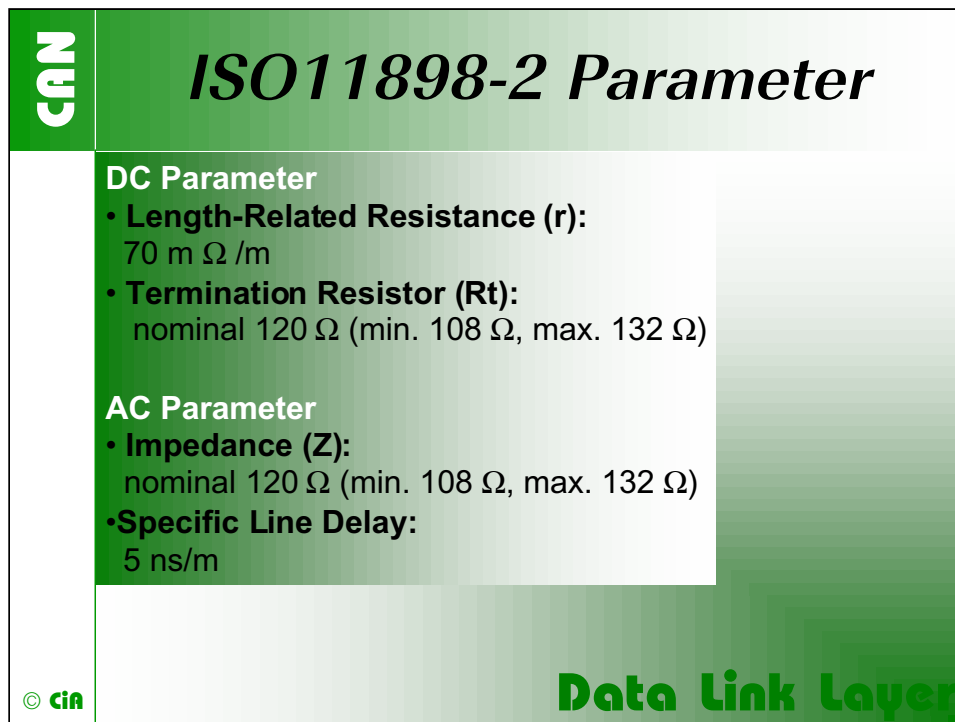 CAN
ISO11898-2 Parameter
DC Parameter
• Length-Related Resistance (r):
70 m Ω /m
• Termination Resistor (Rt):
nominal 120 Ω (min. 108 Ω, max. 132 Ω)
AC Parameter
• Impedance (Z):
nominal 120 Ω (min. 108 Ω, max. 132 Ω)
•Specific Line Delay:
5 ns/m
© CiA
Data Link Layer